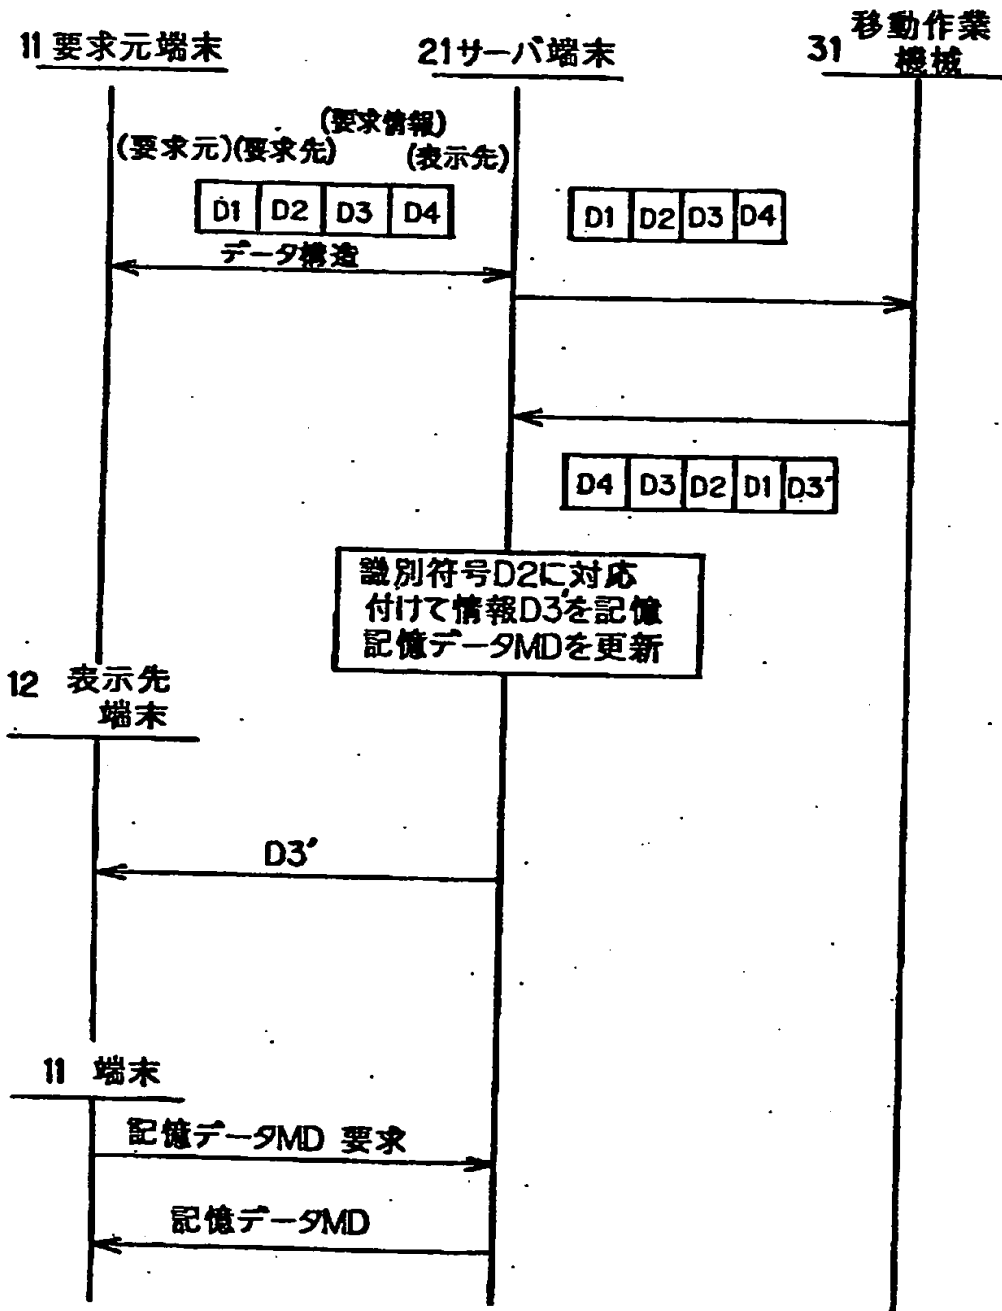 11 要求元端末
21サーバ端末
31 移動作業
機械
(要求元)(要求先)
(要求情報)
(表示先)
D1 D2 D3 D4
データ構造
D1 D2 D3 D4
D4 D3 D2 D1 D3′
識別符号D2に対応
付けて情報D3′を記憶
記憶データMDを更新
12 表示先
端末
D3′
11 端末
記憶データMD 要求
記憶データMD